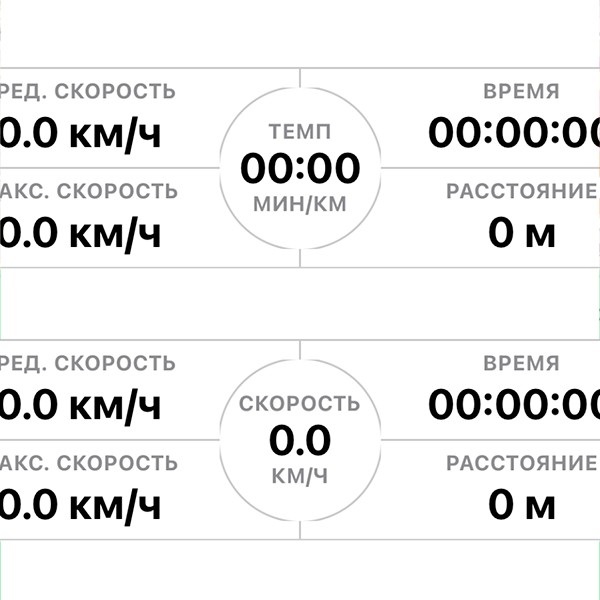 РЕД. СКОРОСТЬ
0.0 км/ч
АКС. СКОРОСТЬ
0.0 км/ч
ТЕМП
00:00
МИН/КМ
ВРЕМЯ
00:00:00
РАССТОЯНИЕ
0 м
РЕД. СКОРОСТЬ
0.0 км/ч
АКС. СКОРОСТЬ
0.0 км/ч
СКОРОСТЬ
0.0
КМ/Ч
ВРЕМЯ
00:00:00
РАССТОЯНИЕ
0 м